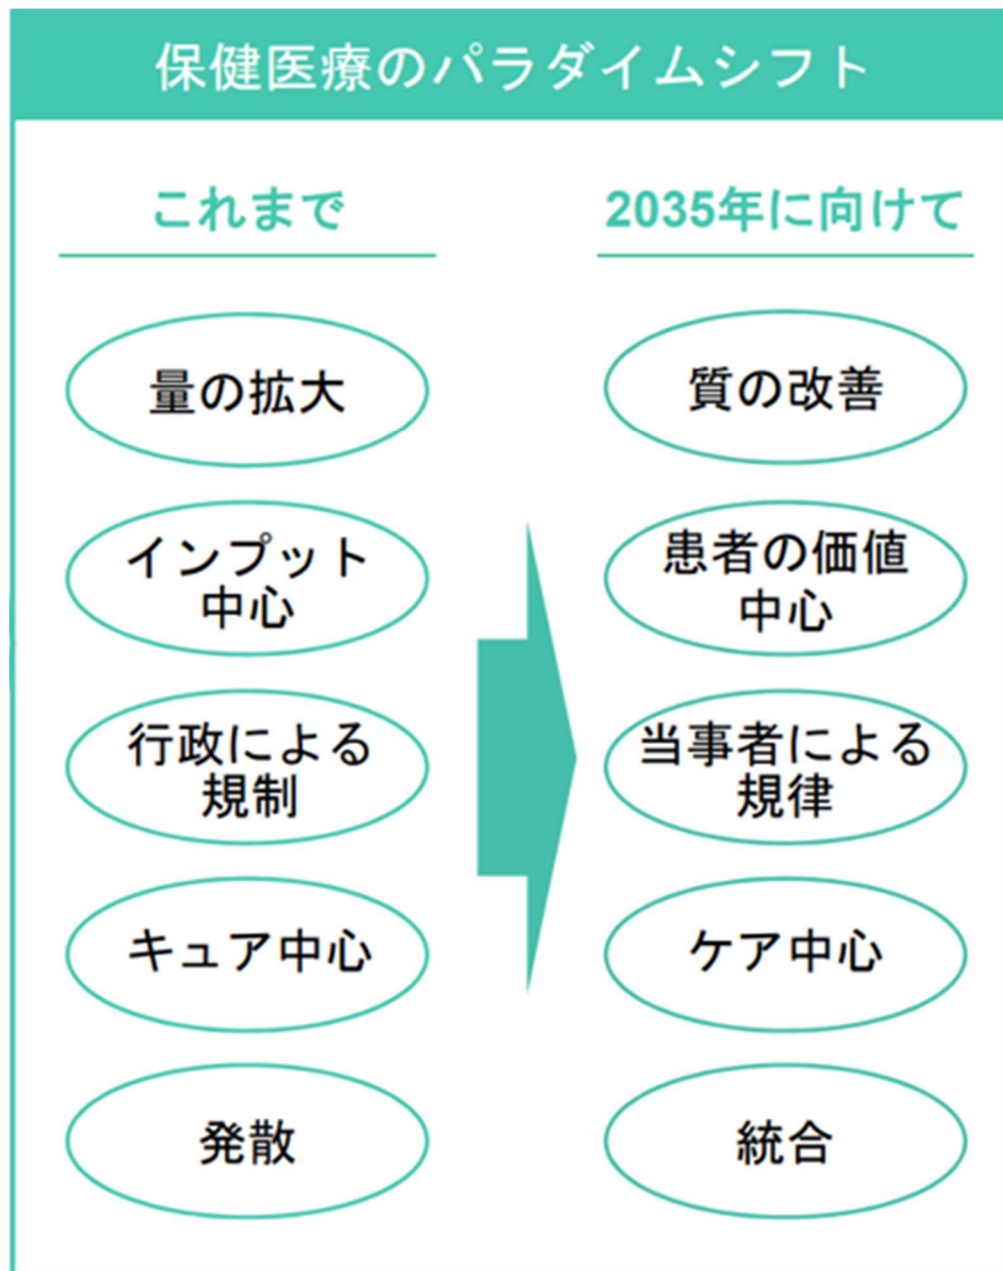 保健医療のパラダイムシフト
これまで
2035年に向けて
量の拡大
質の改善
インプット
中心
患者の価値
中心
行政による
規制
当事者による
規律
キュア中心
ケア中心
発散
統合